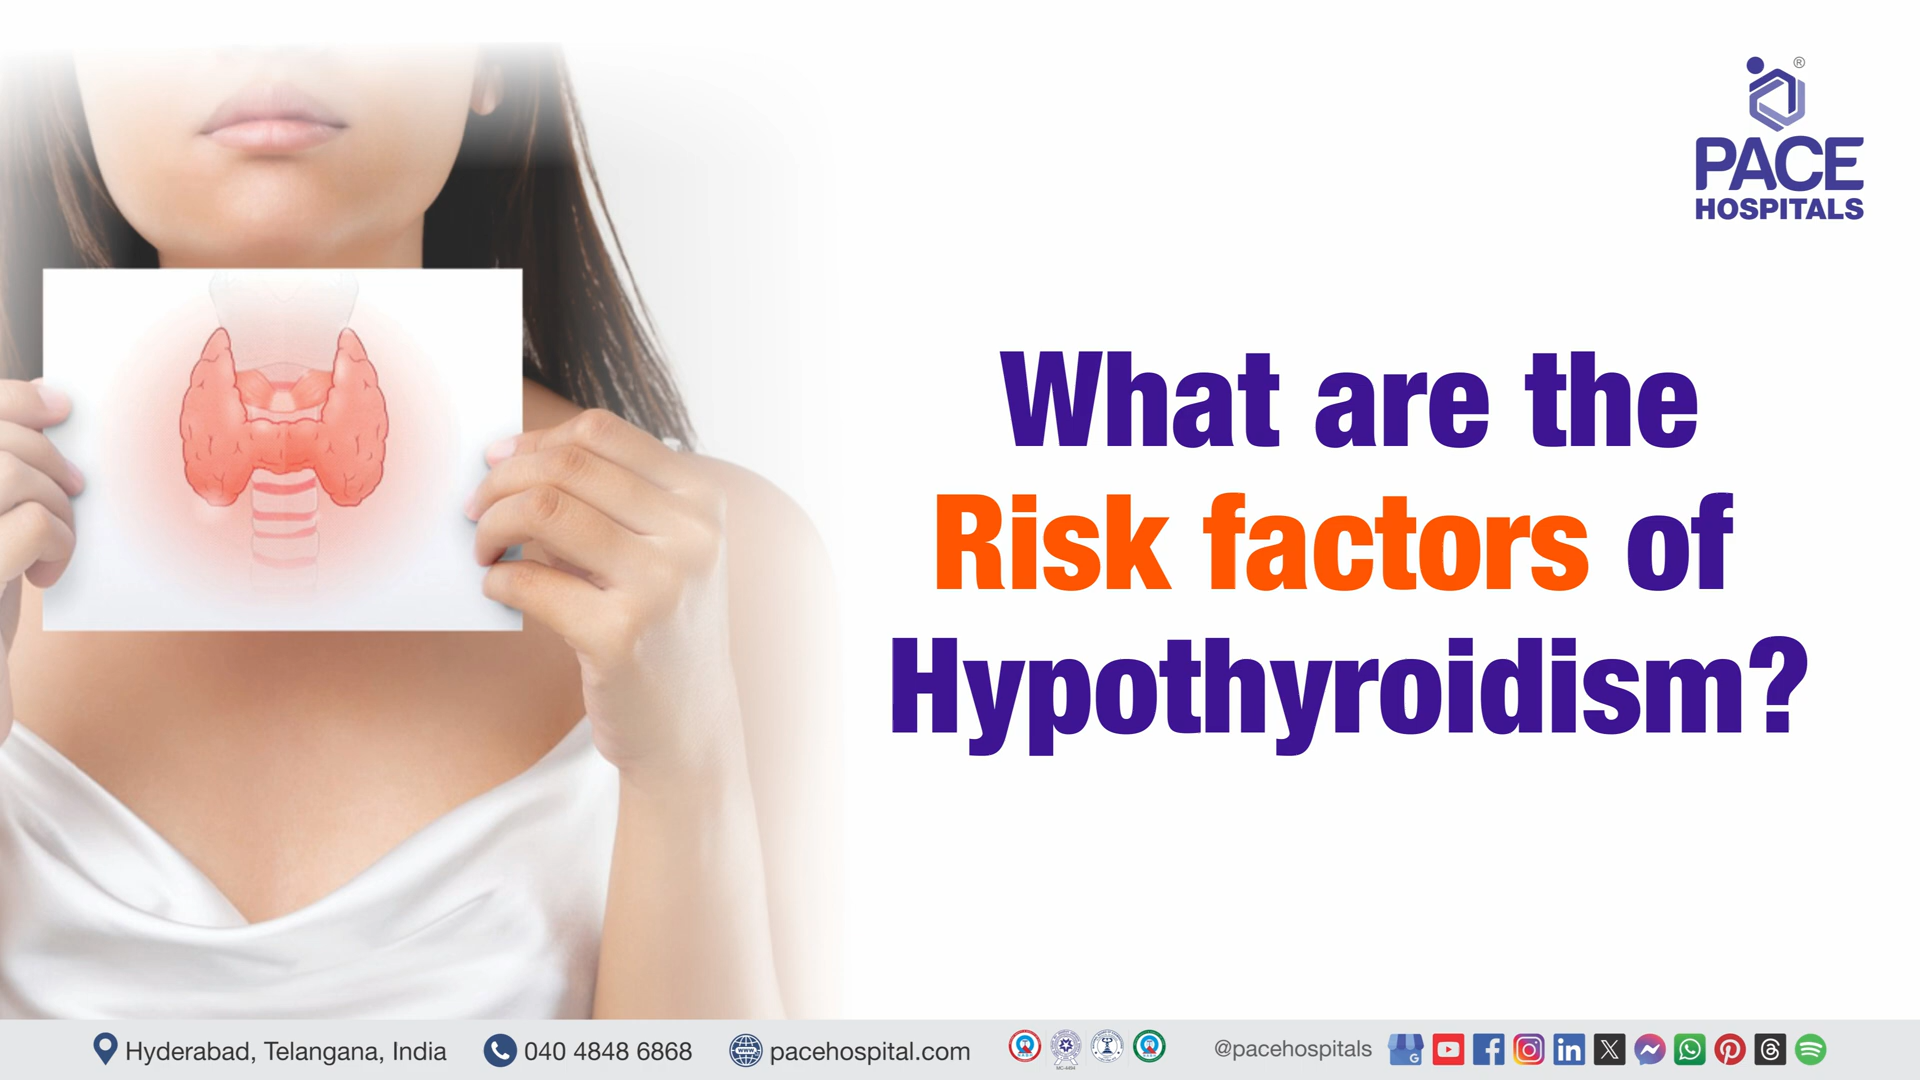 ®
PACE
HOSPITALS
What are the
Risk factors of
Hypothyroidism?
Hyderabad, Telangana, India
040 4848 6868
pacehospital.com
@pacehospitals